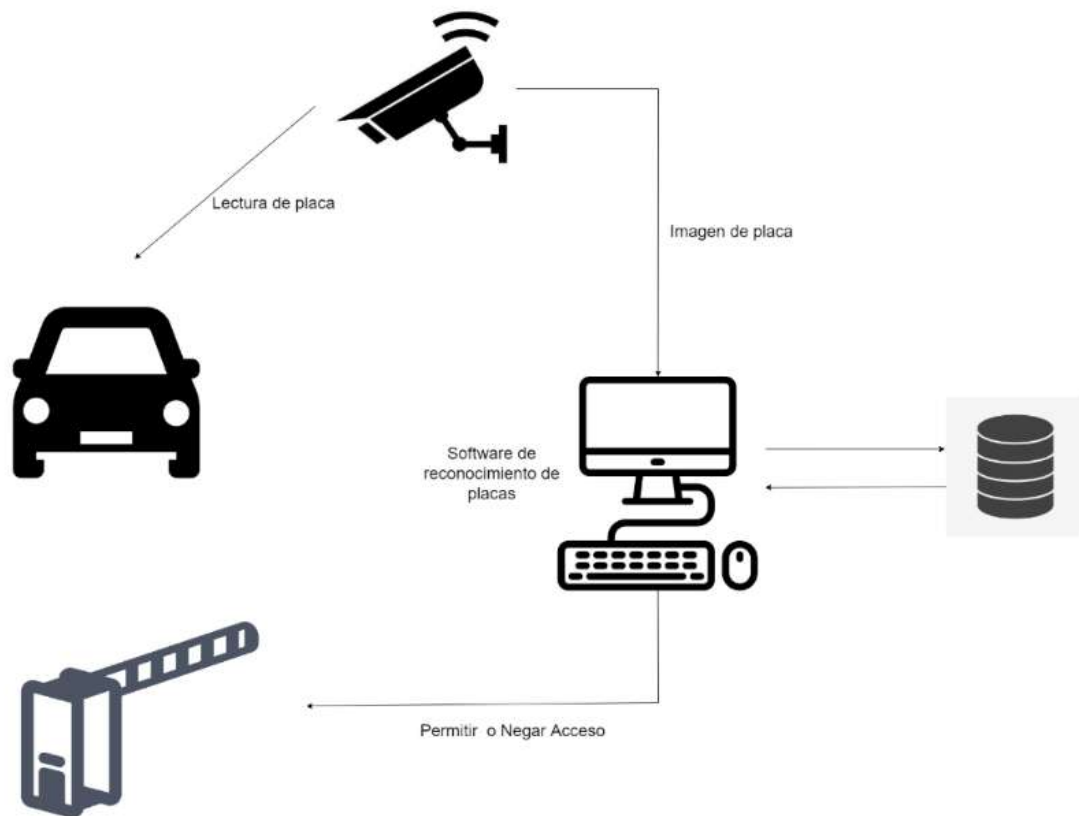 Lectura de placa
Imagen de placa
Software de
reconocimiento de
placas
Permitir o Negar Acceso